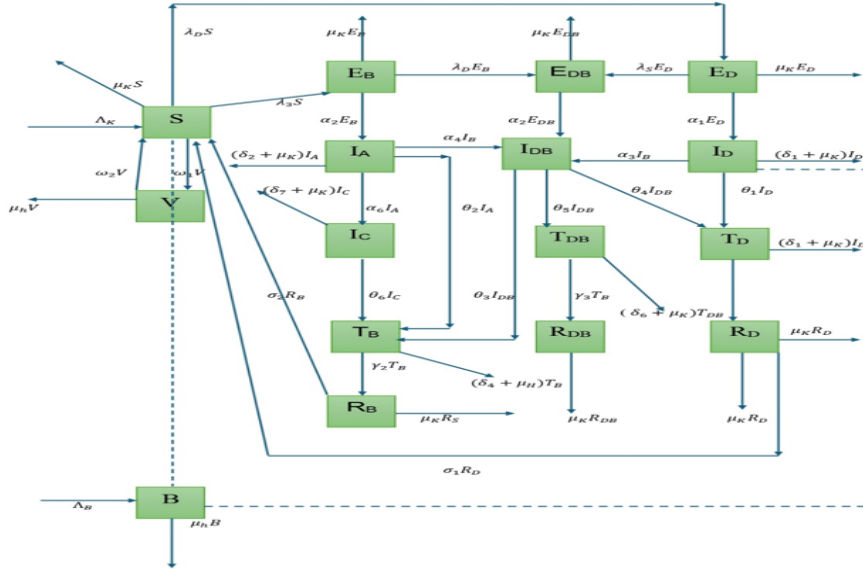 λ_D S
μ_K E_B
μ_K E_DB
μ_K S
E_B
λ_D E_B
E_DB
λ_S E_D
E_D
μ_K E_D
λ_3 S
Λ_K
S
α_2 E_B
α_2 E_DB
α_1 E_D
(δ_2 + μ_K)I_A
I_A
α_4 I_B
I_DB
α_3 I_B
I_D
(δ_1 + μ_K)I_D
ω_2 V
ω_1 V
(δ_7 + μ_K)I_C
θ_4 I_DB
θ_1 I_D
μ_h V
V
α_6 I_A
θ_2 I_A
θ_5 I_DB
I_C
T_DB
T_D
(δ_1 + μ_K)I_D
σ_2 R_B
θ_6 I_C
θ_3 I_DB
γ_3 T_B
(δ_6 + μ_K)T_DB
T_B
R_DB
R_D
μ_K R_D
γ_2 T_B
(δ_4 + μ_H)T_B
R_B
μ_K R_S
μ_K R_DB
μ_K R_D
σ_1 R_D
Λ_B
B
μ_h B